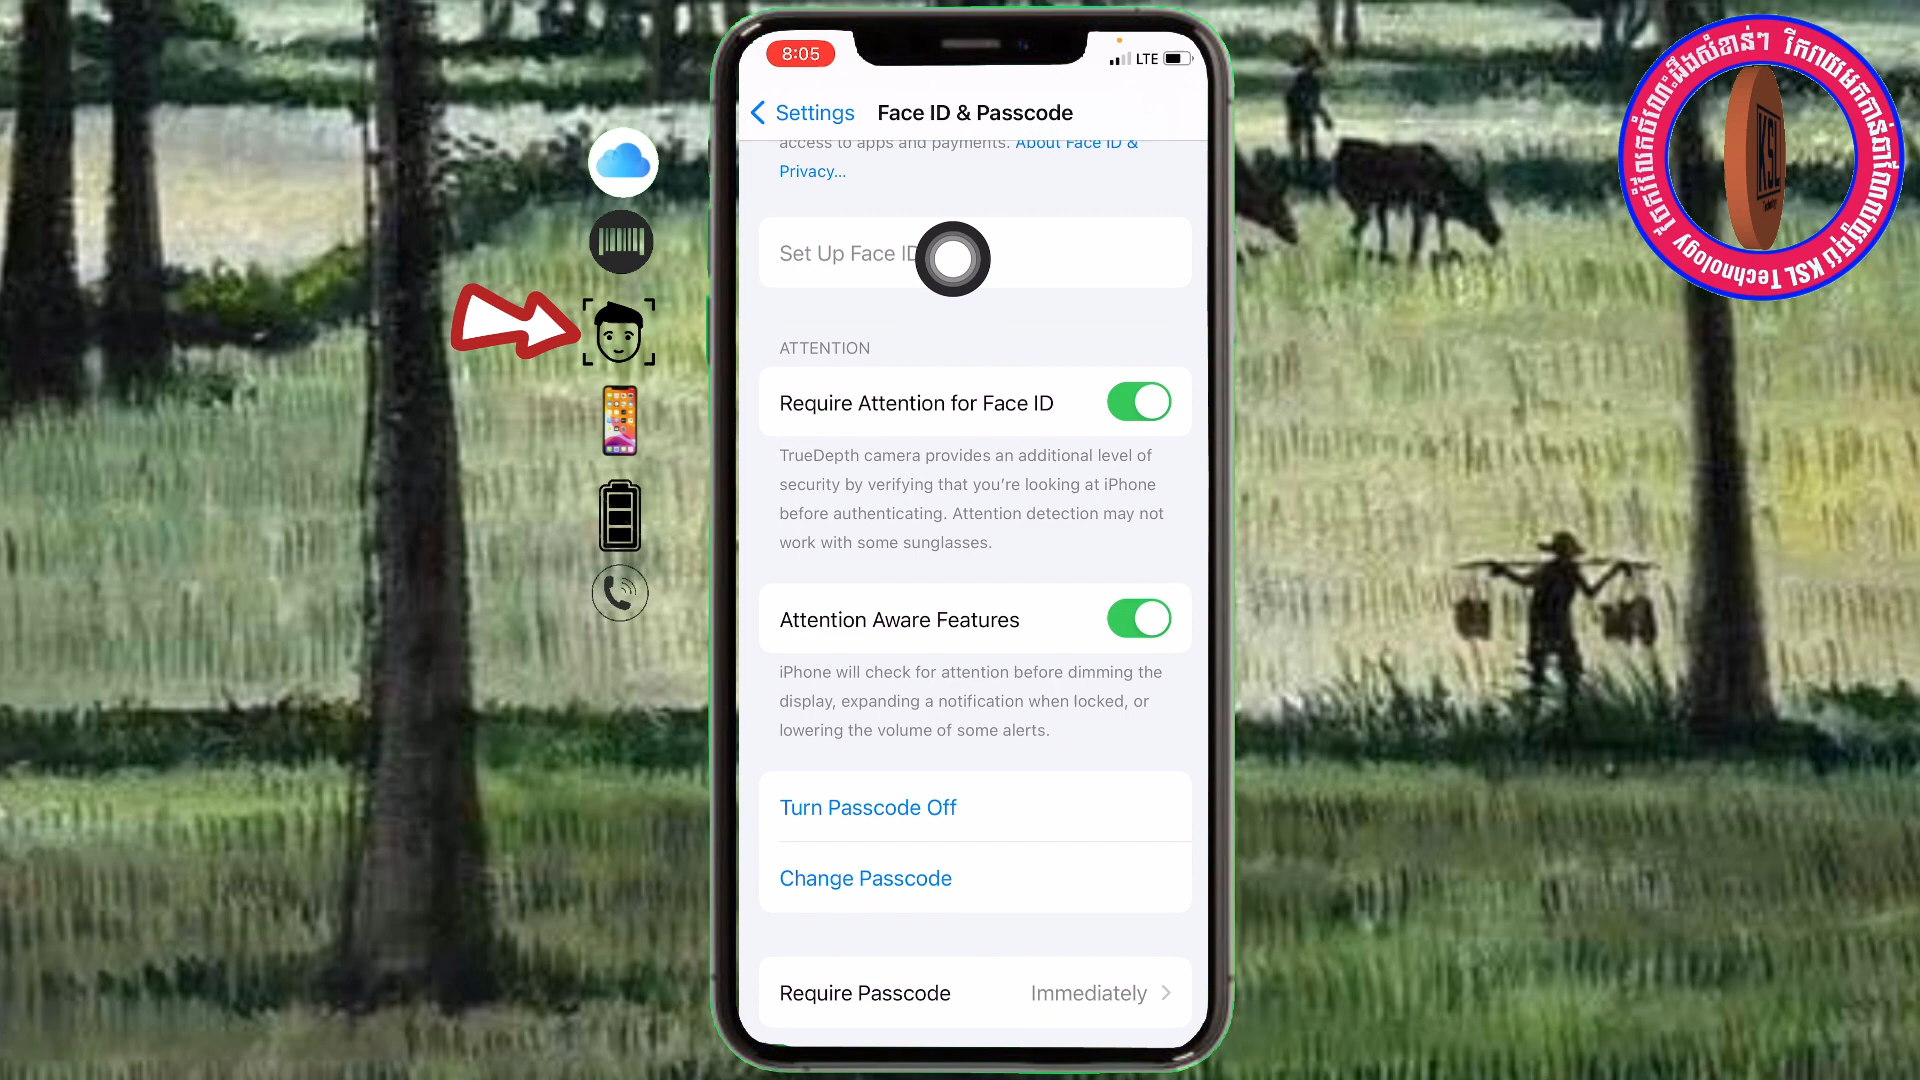 8:05
LTE
Settings
Face ID & Passcode
access to apps and payments. About Face ID &
Privacy...
Set Up Face ID
ATTENTION
Require Attention for Face ID
TrueDepth camera provides an additional level of
security by verifying that you're looking at iPhone
before authenticating. Attention detection may not
work with some sunglasses.
Attention Aware Features
iPhone will check for attention before dimming the
display, expanding a notification when locked, or
lowering the volume of some alerts.
Turn Passcode Off
Change Passcode
Require Passcode
Immediately
KSL Technology
KSL